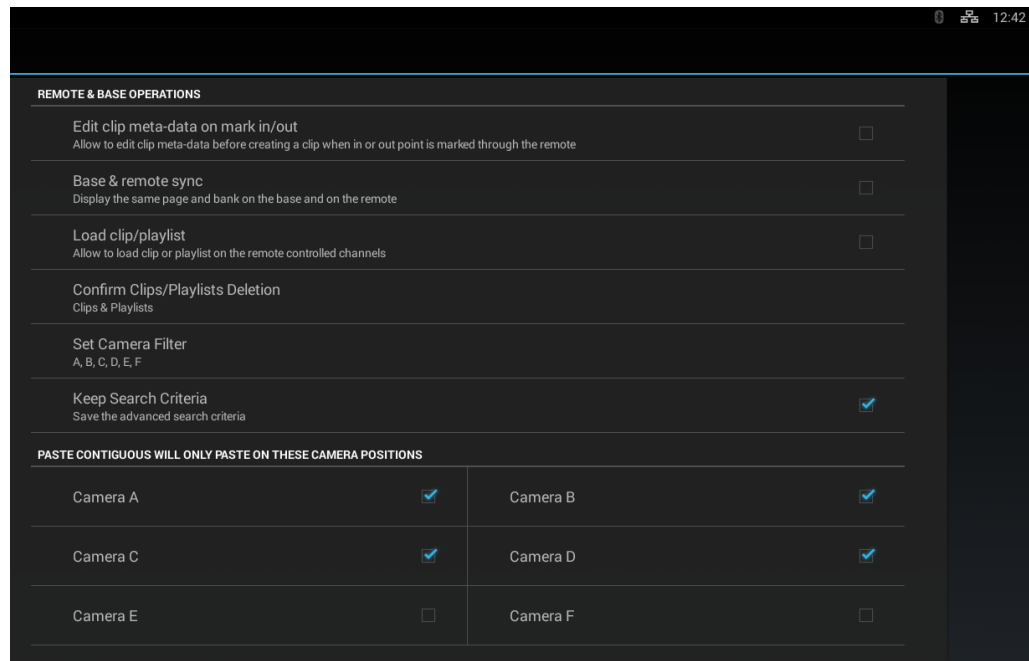 12:42
REMOTE & BASE OPERATIONS
Edit clip meta-data on mark in/out
Allow to edit clip meta-data before creating a clip when in or out point is marked through the remote
Base & remote sync
Display the same page and bank on the base and on the remote
Load clip/playlist
Allow to load clip or playlist on the remote controlled channels
Confirm Clips/Playlists Deletion
Clips & Playlists
Set Camera Filter
A, B, C, D, E, F
Keep Search Criteria
Save the advanced search criteria
PASTE CONTIGUOUS WILL ONLY PASTE ON THESE CAMERA POSITIONS
Camera A Camera B
Camera C Camera D
Camera E Camera F